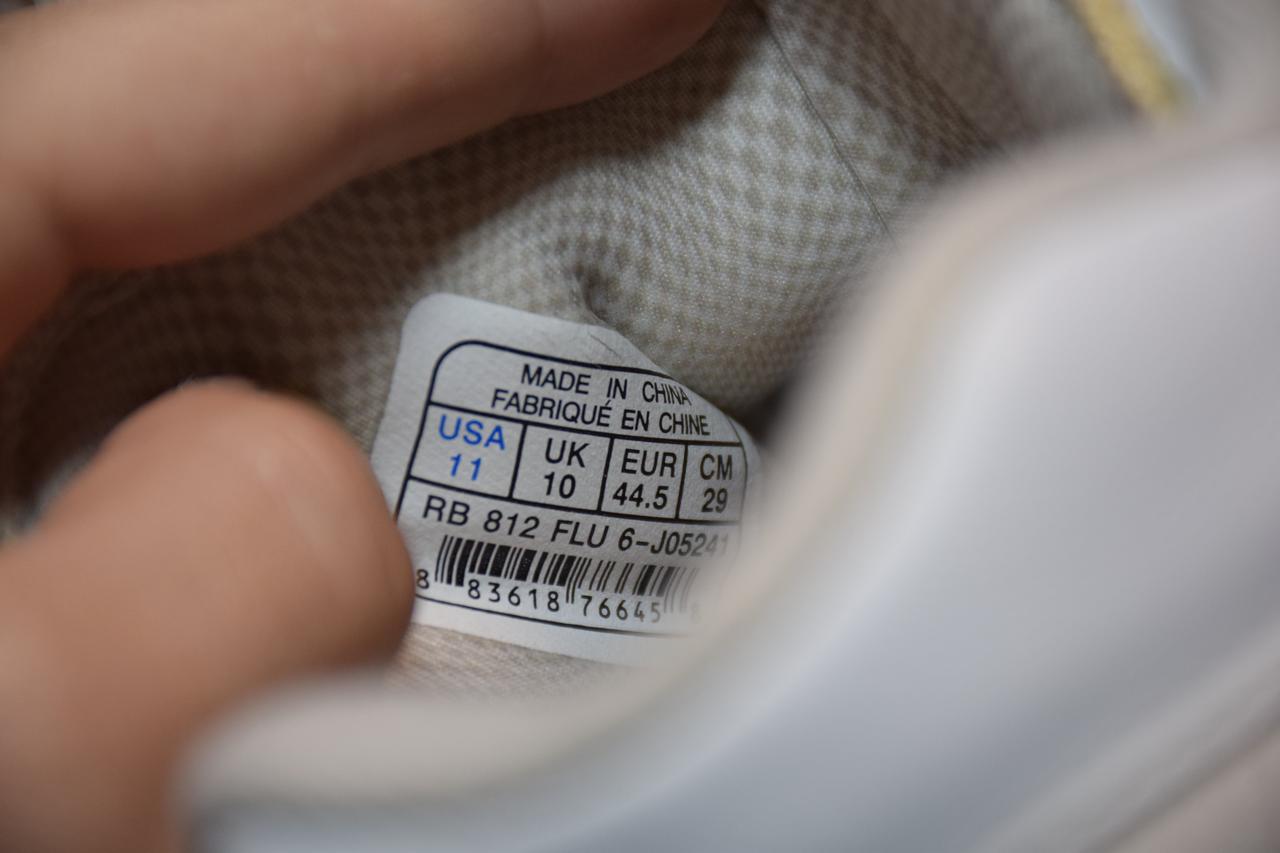 MADE IN CHINA
FABRIQUÉ EN CHINE
USA UK EUR CM
11 10 44.5 29
RB 812 FLU 6-J05241
8 83618 76645